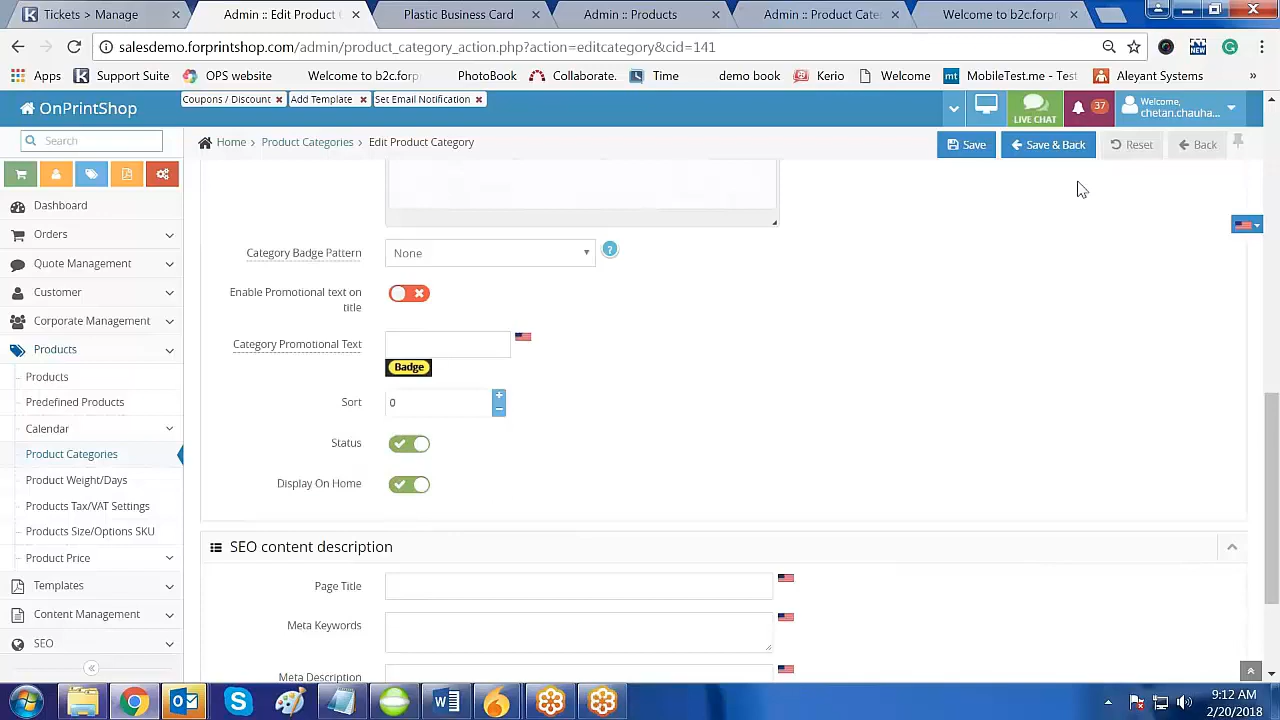 Tickets > Manage
Admin :: Edit Product C
Plastic Business Cards
Admin :: Products
Admin :: Product Categ
Welcome to b2c.forpri
salesdemo.forprintshop.com/admin/product_category_action.php?action=editcategory&cid=141
Apps
Support Suite
OPS website
Welcome to b2c.forp
PhotoBook
Collaborate.
Time
demo book
Kerio
Welcome
MobileTest.me - Test
Aleyant Systems
»
OnPrintShop
Coupons / Discount ×
Add Template ×
Set Email Notification ×
LIVE CHAT
37
Welcome,
chetan.chauha...
Search
Home
Product Categories >
Edit Product Category
Save
Save & Back
Reset
Back
Dashboard
Orders
Quote Management
Customer
Corporate Management
Products
Products
Predefined Products
Calendar
Product Categories
Product Weight/Days
Products Tax/VAT Settings
Products Size/Options SKU
Product Price
Templates
Content Management
SEO
Category Badge Pattern
None
?
Enable Promotional text on
title
Category Promotional Text
Badge
Sort
0
Status
Display On Home
SEO content description
Page Title
Meta Keywords
Meta Description
9:12 AM
2/20/2018